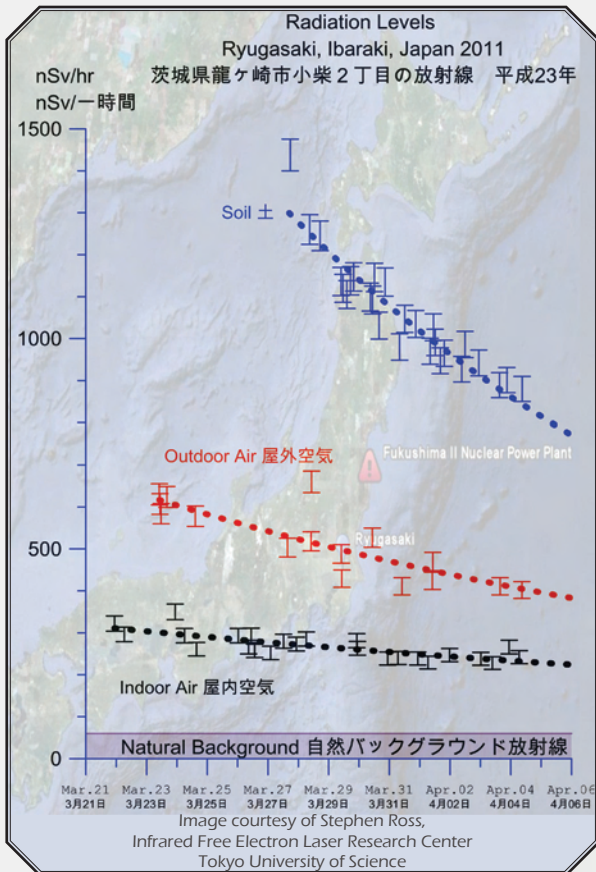 Radiation Levels
Ryugasaki, Ibaraki, Japan 2011
nSv/hr 茨城県龍ヶ崎市小柴２丁目の放射線 平成23年
nSv/一時間
1500
Soil 土
1000
Outdoor Air 屋外空気
Fukushima II Nuclear Power Plant
500
Ryugasaki
Indoor Air 屋内空気
0
Natural Background 自然バックグラウンド放射線
Mar.21 Mar.23 Mar.25 Mar.27 Mar.29 Mar.31 Apr.02 Apr.04 Apr.06
3月21日 3月23日 3月25日 3月27日 3月29日 3月31日 4月02日 4月04日 4月06日
Image courtesy of Stephen Ross,
Infrared Free Electron Laser Research Center
Tokyo University of Science